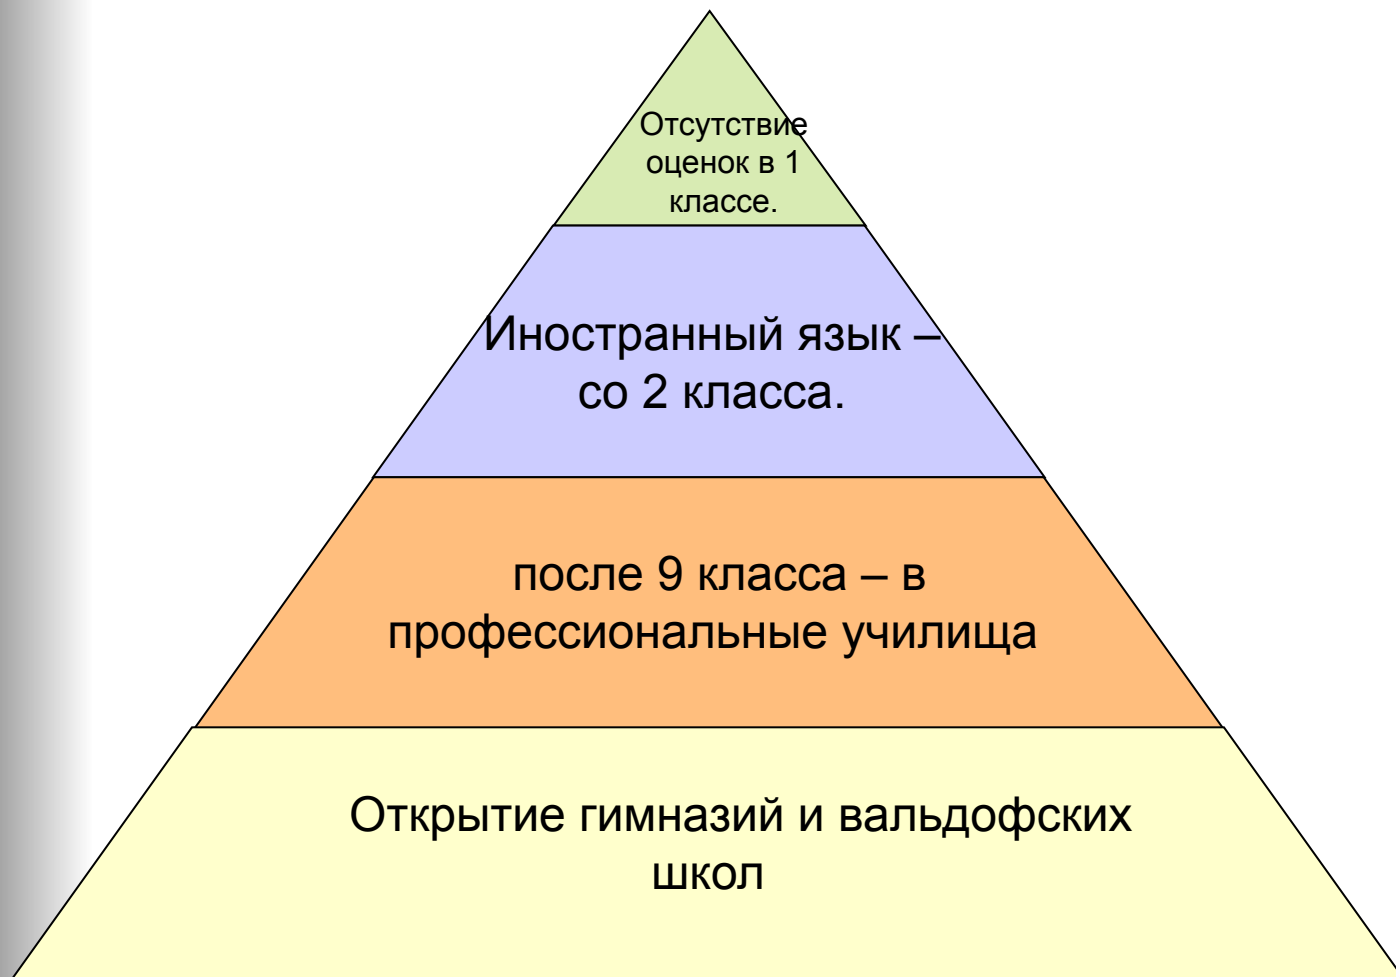 Отсутствие
оценок в 1
классе.
Иностранный язык –
со 2 класса.
после 9 класса – в
профессиональные училища
Открытие гимназий и вальдофских
школ